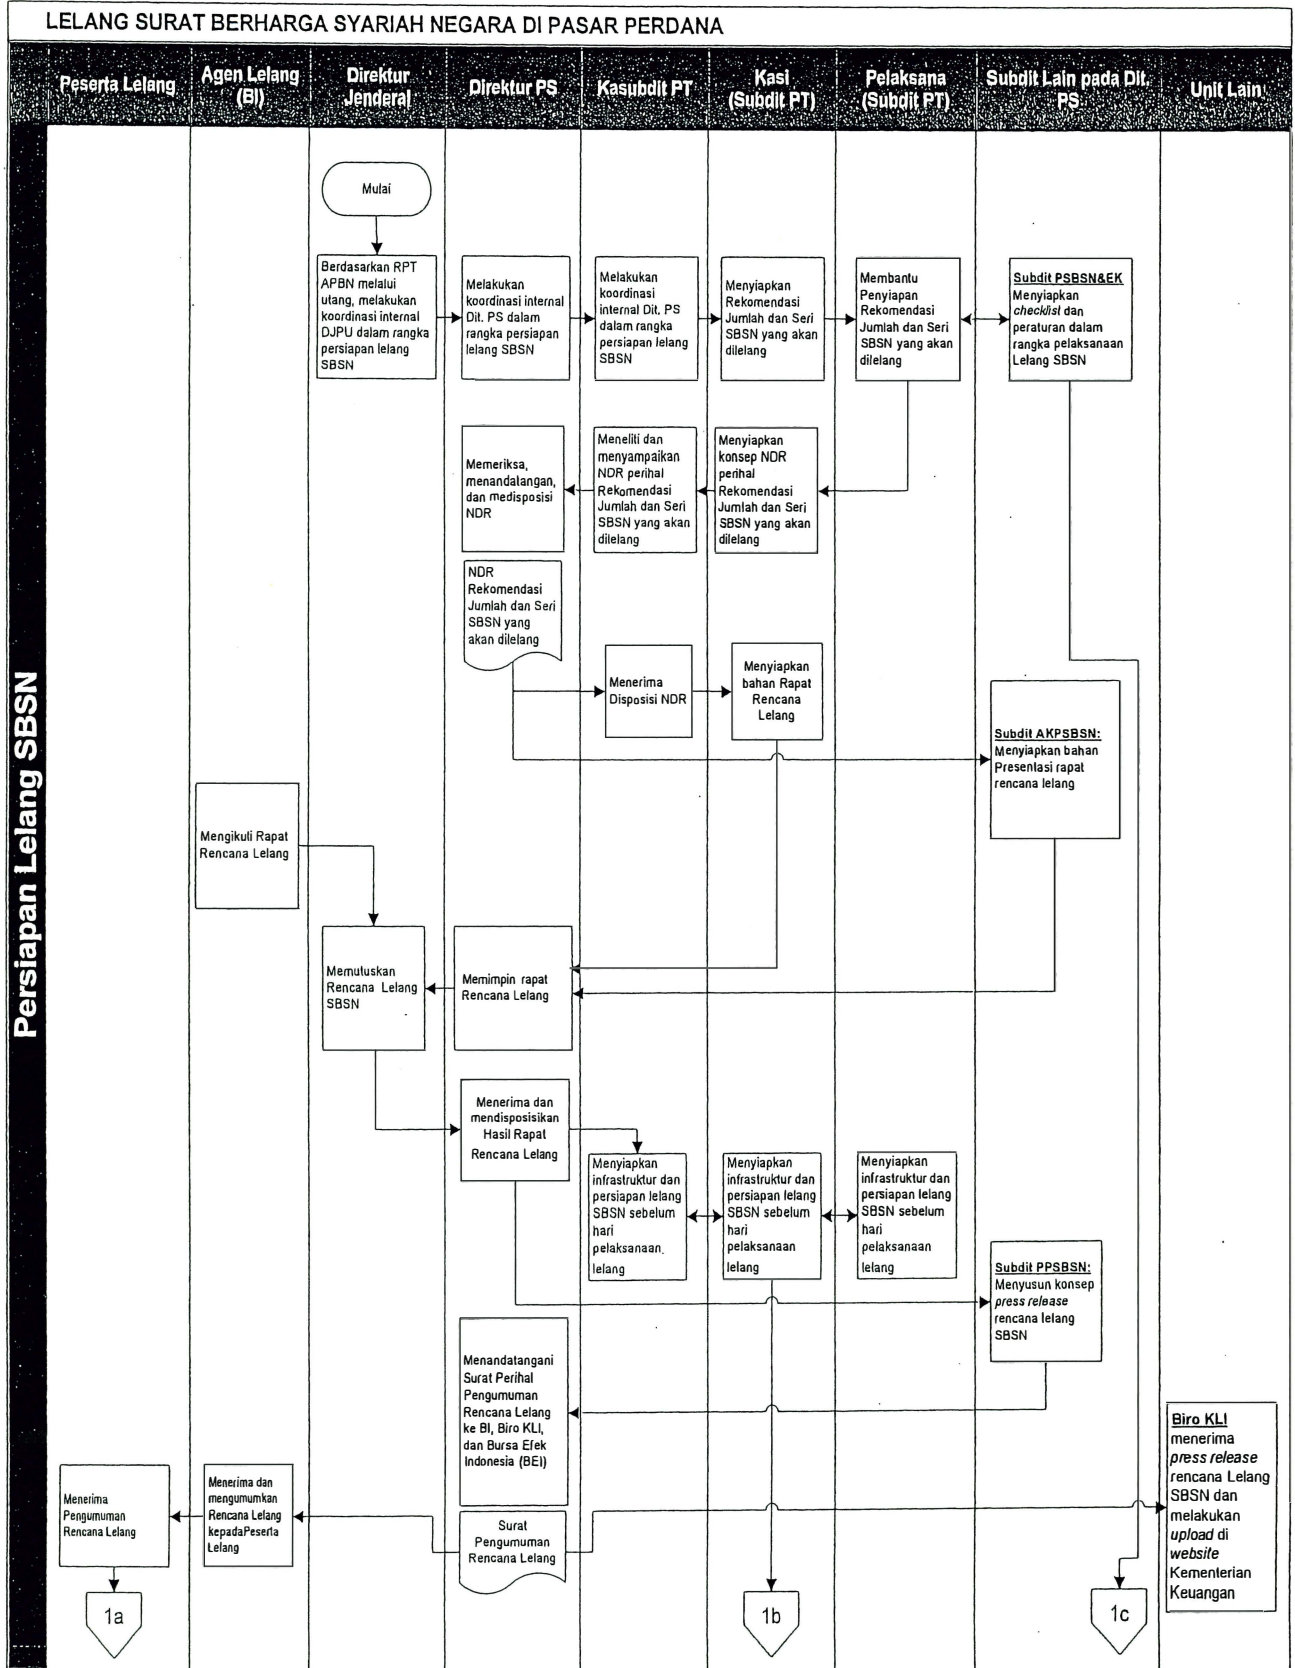 LELANG SURAT BERHARGA SYARIAH NEGARA DI PASAR PERDANA
Peserta Lelang
Agen Lelang
(BI)
Direktur
Jenderal
Direktur PS
Kasubdit PT
Kasi
(Subdit PT)
Pelaksana
(Subdit PT)
Subdit Lain pada Dit.
PS
Unit Lain
Persiapan Lelang SBSN
Mulai
Berdasarkan RPT
APBN melalui
utang, melakukan
koordinasi internal
DJPU dalam rangka
persiapan lelang
SBSN
Melakukan
koordinasi internal
Dit. PS dalam
rangka persiapan
lelang SBSN
Melakukan
koordinasi
internal Dit. PS
dalam rangka
persiapan lelang
SBSN
Menyiapkan
Rekomendasi
Jumlah dan Seri
SBSN yang akan
dilelang
Membantu
Penyiapan
Rekomendasi
Jumlah dan Seri
SBSN yang akan
dilelang
Subdit PSBSN&EK
Menyiapkan
checklist dan
peraturan dalam
rangka pelaksanaan
Lelang SBSN
Memeriksa,
menandatangan,
dan medisposisi
NDR
Meneliti dan
menyampaikan
NDR perihal
Rekomendasi
Jumlah dan Seri
SBSN yang akan
dilelang
Menyiapkan
konsep NDR
perihal
Rekomendasi
Jumlah dan Seri
SBSN yang akan
dilelang
NDR
Rekomendasi
Jumlah dan Seri
SBSN yang
akan dilelang
Menerima
Disposisi NDR
Menyiapkan
bahan Rapat
Rencana
Lelang
Subdit AKPSBSN:
Menyiapkan bahan
Presentasi rapat
rencana lelang
Mengikuti Rapat
Rencana Lelang
Memutuskan
Rencana Lelang
SBSN
Memimpin rapat
Rencana Lelang
Menerima dan
mendisposisikan
Hasil Rapat
Rencana Lelang
Menyiapkan
infrastruktur dan
persiapan lelang
SBSN sebelum
hari
pelaksanaan
lelang
Menyiapkan
infrastruktur dan
persiapan lelang
SBSN sebelum
hari
pelaksanaan
lelang
Menyiapkan
infrastruktur dan
persiapan lelang
SBSN sebelum
hari
pelaksanaan
lelang
Subdit PPSBSN:
Menyusun konsep
press release
rencana lelang
SBSN
Menandatangani
Surat Perihal
Pengumuman
Rencana Lelang
ke BI, Biro KLI,
dan Bursa Efek
Indonesia (BEI)
Biro KLI
menerima
press release
rencana Lelang
SBSN dan
melakukan
upload di
website
Kementerian
Keuangan
Menerima
Pengumuman
Rencana Lelang
Menerima dan
mengumumkan
Rencana Lelang
kepadaPeserta
Lelang
Surat
Pengumuman
Rencana Lelang
1a
1b
1c